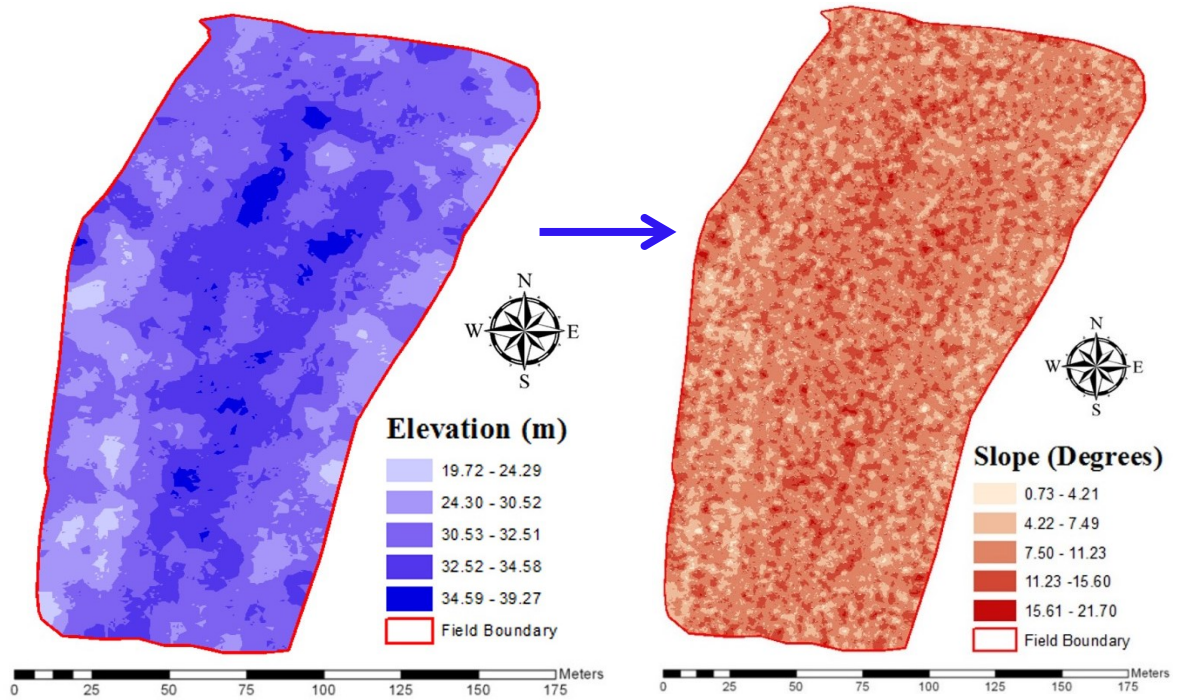 N
W E
S
Elevation (m)
19.72 - 24.29
24.30 - 30.52
30.53 - 32.51
32.52 - 34.58
34.59 - 39.27
Field Boundary
Meters
0 25 50 75 100 125 175
N
W E
S
Slope (Degrees)
0.73 - 4.21
4.22 - 7.49
7.50 - 11.23
11.23 - 15.60
15.61 - 21.70
Field Boundary
Meters
0 25 50 75 100 125 175